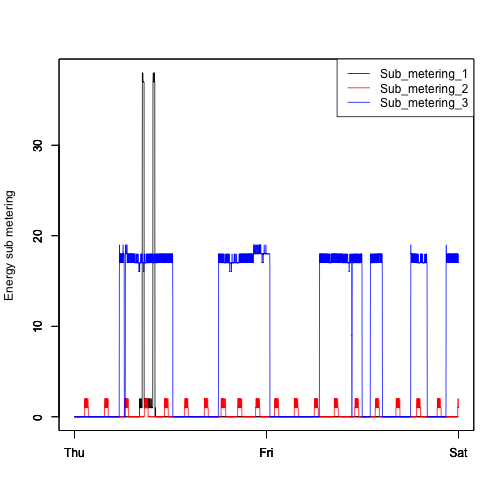 Sub_metering_1
Sub_metering_2
Sub_metering_3
Energy sub metering
30
20
10
0
Thu
Fri
Sat